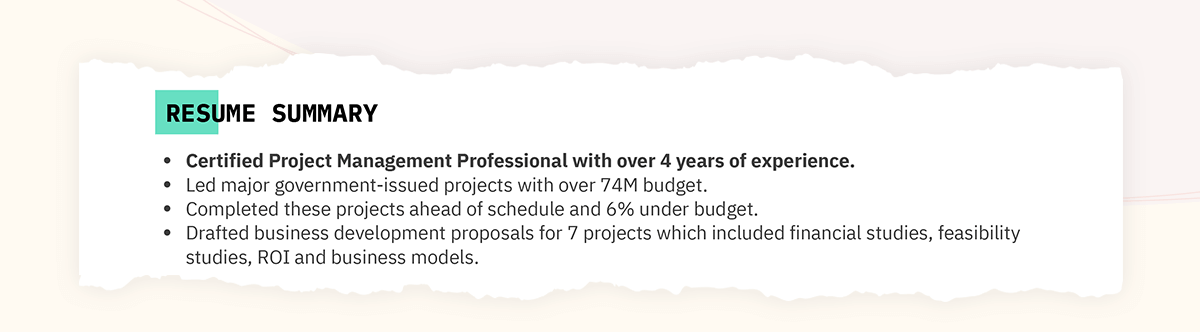 RESUME SUMMARY
• Certified Project Management Professional with over 4 years of experience.
• Led major government-issued projects with over 74M budget.
• Completed these projects ahead of schedule and 6% under budget.
• Drafted business development proposals for 7 projects which included financial studies, feasibility
studies, ROI and business models.